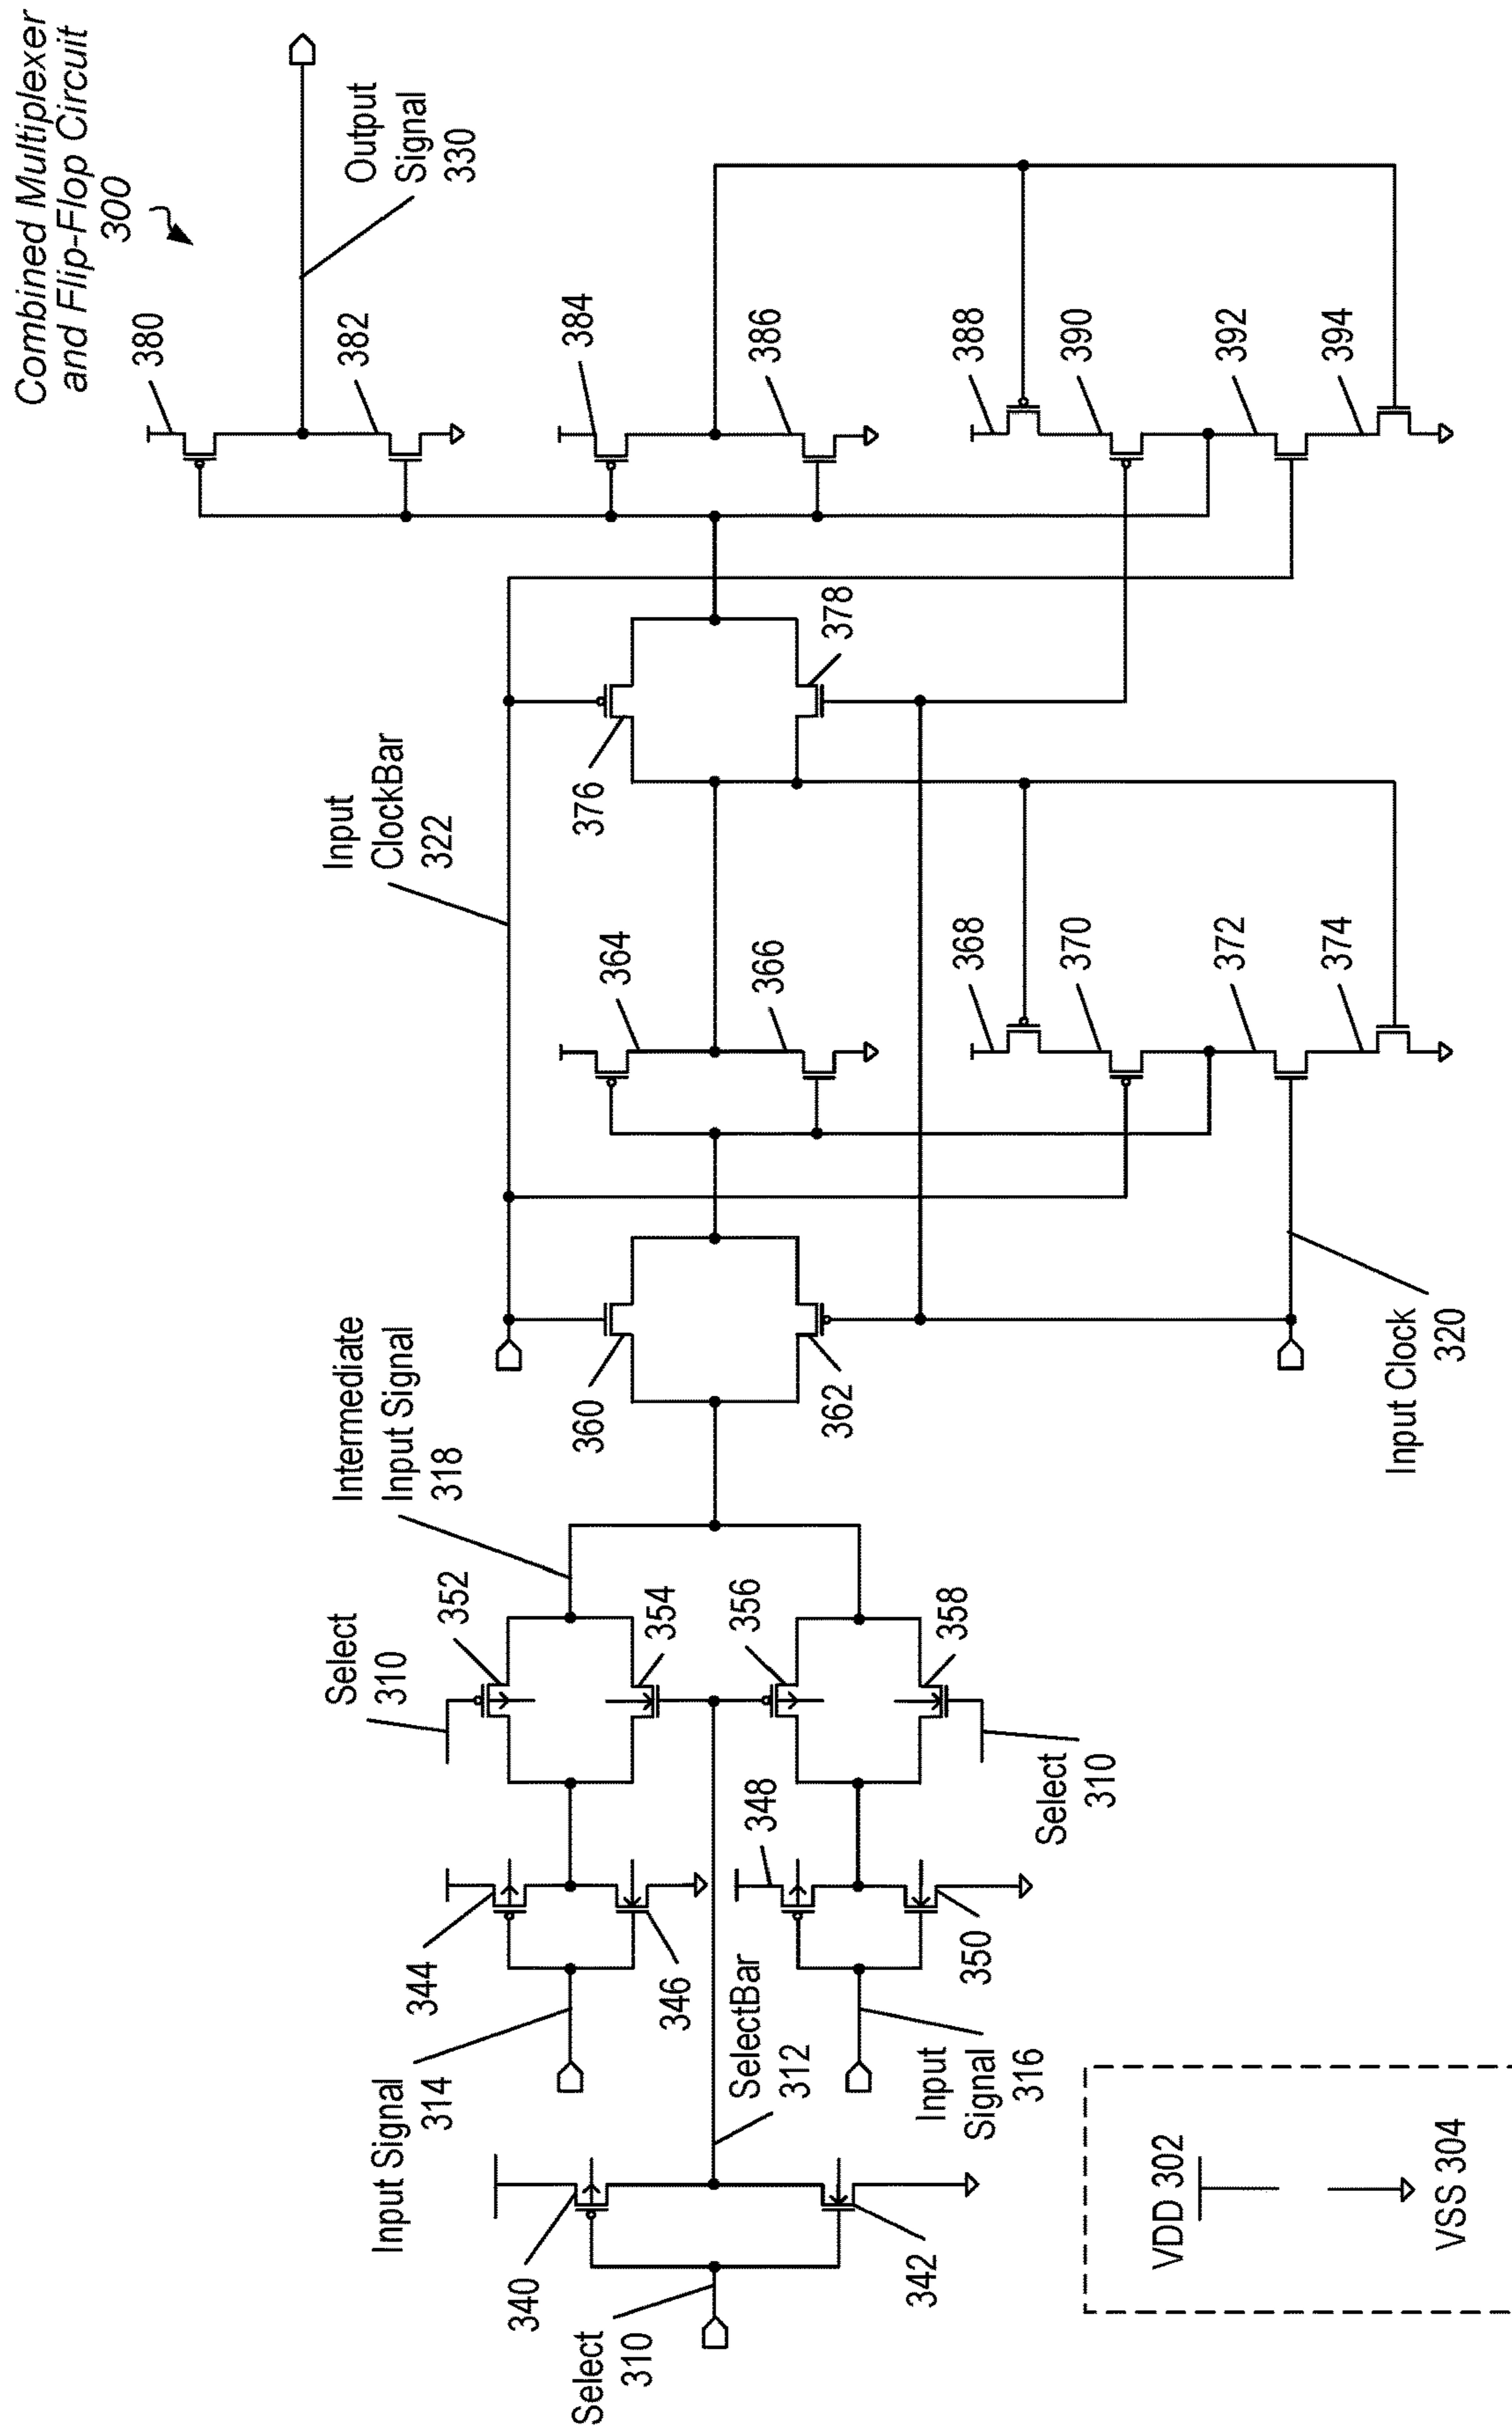 Combined Multiplexer
and Flip-Flop Circuit
300
380
Output
Signal
330
382
384
386
388
390
392
394
378
376
Input
ClockBar
322
364
366
368
370
372
374
Intermediate
Input Signal
318
360
362
Input Clock
320
Select
310
352
354
356
358
Select
310
344
346
348
350
Input Signal
314
SelectBar
312
Input
Signal
316
340
342
Select
310
VDD 302
VSS 304